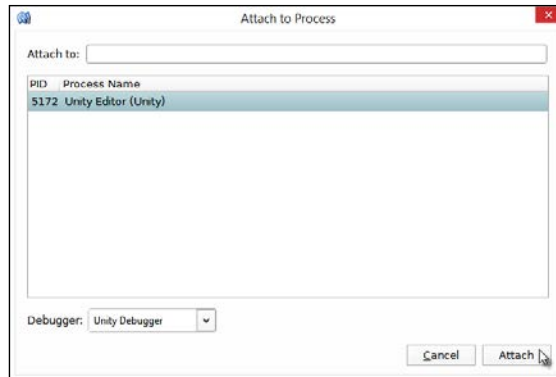 Attach to Process
Attach to:
PID Process Name
5172 Unity Editor (Unity)
Debugger: Unity Debugger
Cancel Attach